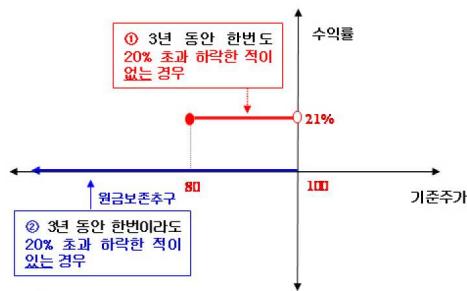 ① 3년 동안 한번도
20% 초과 하락한 적이
없는 경우
수익률
21%
80
100
기준주가
원금보존추구
② 3년 동안 한번이라도
20% 초과 하락한 적이
있는 경우